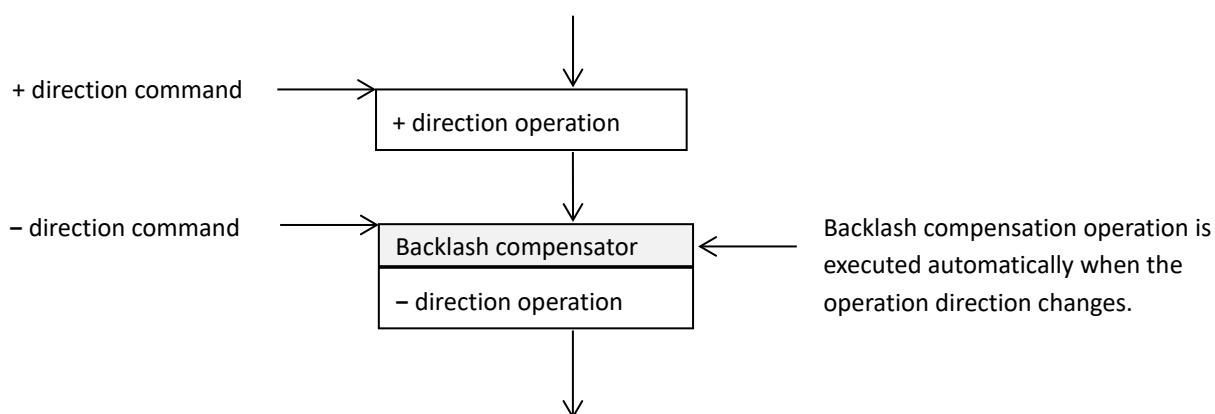 + direction command
+ direction operation
– direction command
Backlash compensator
– direction operation
Backlash compensation operation is
executed automatically when the
operation direction changes.